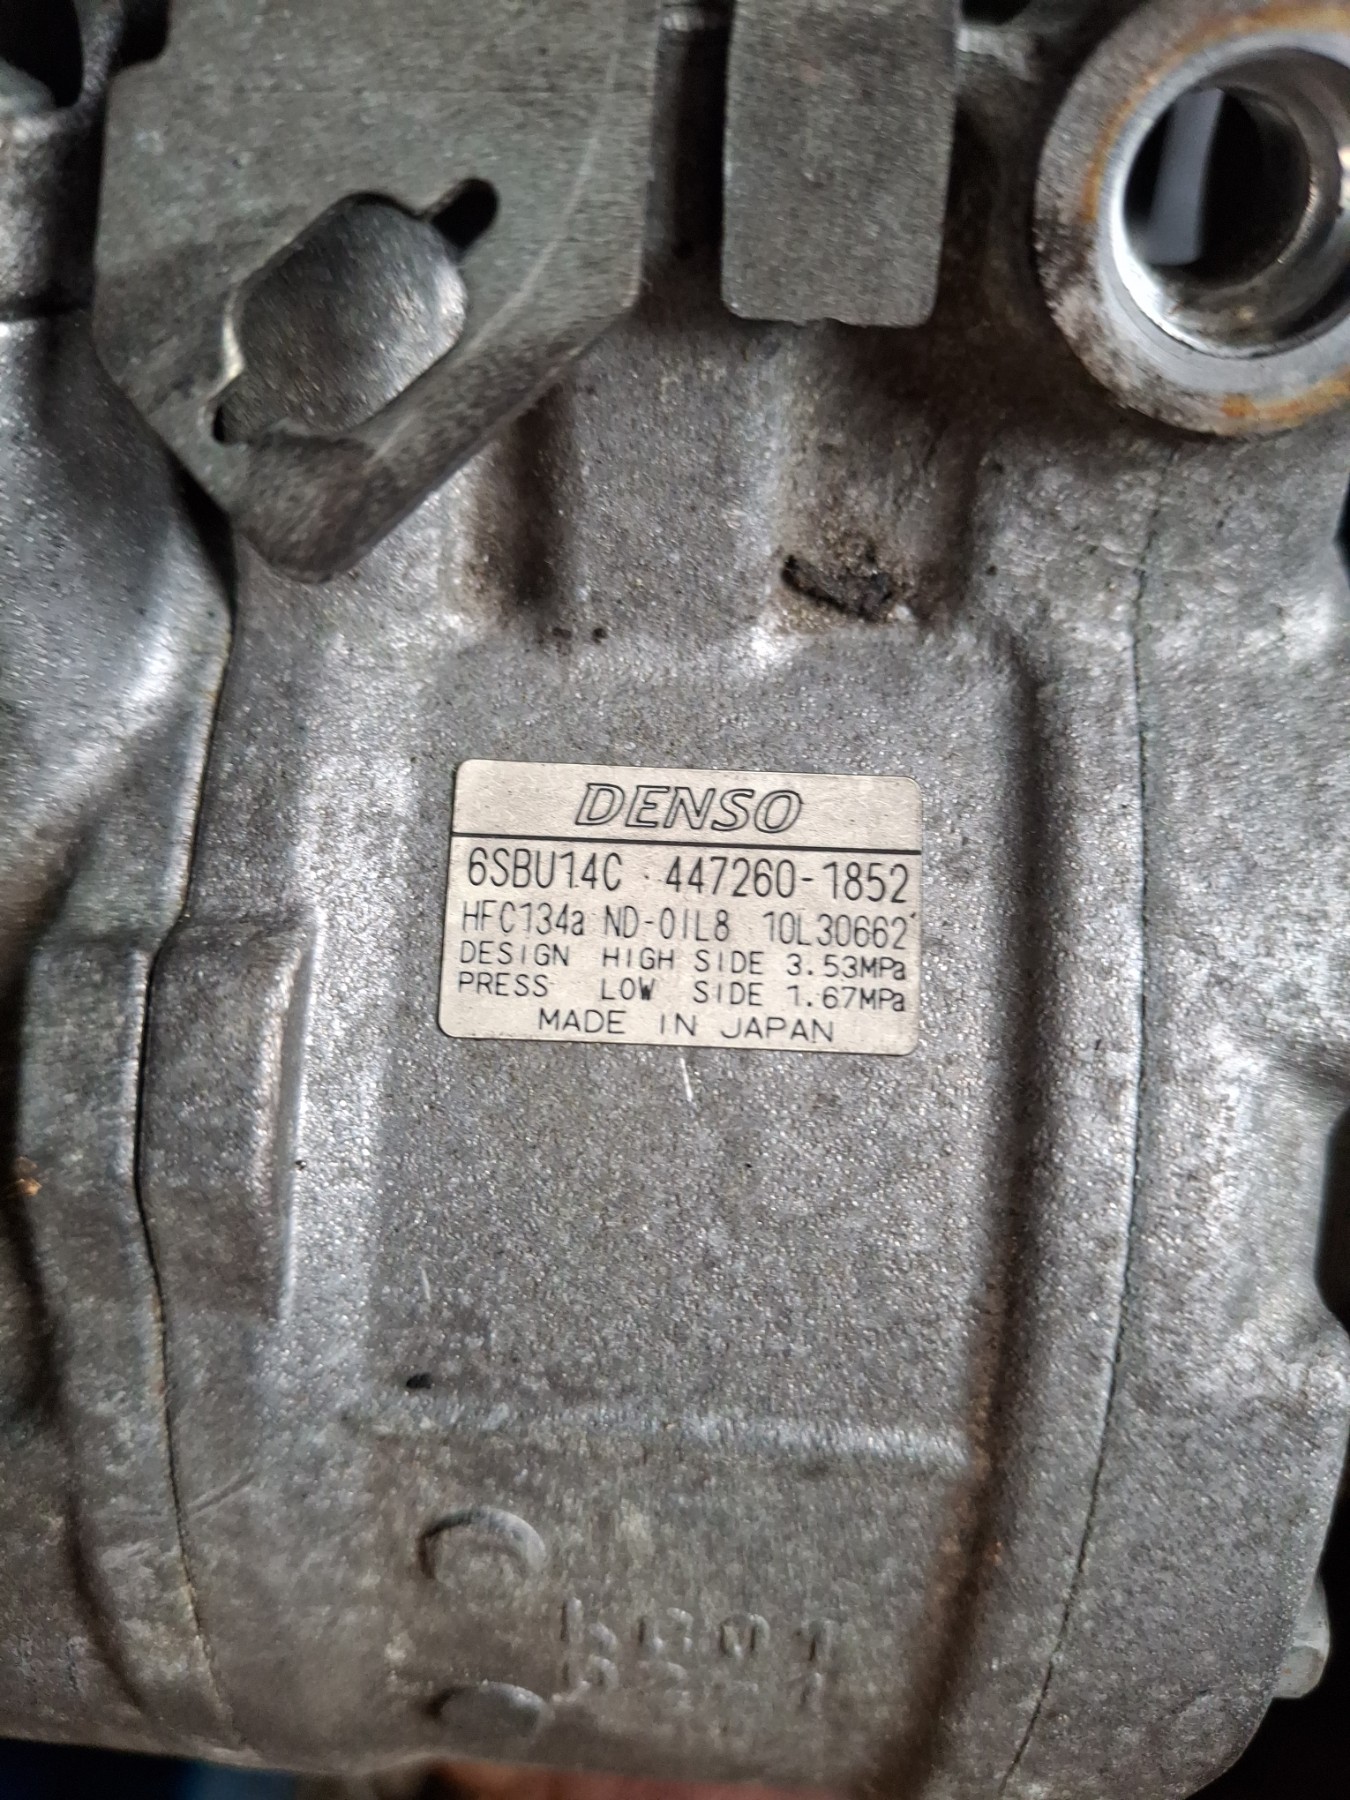 DENSO
6SBU14C 447260-1852
HFC134a ND-OIL8 10L30662
DESIGN HIGH SIDE 3.53MPa
PRESS LOW SIDE 1.67MPa
MADE IN JAPAN